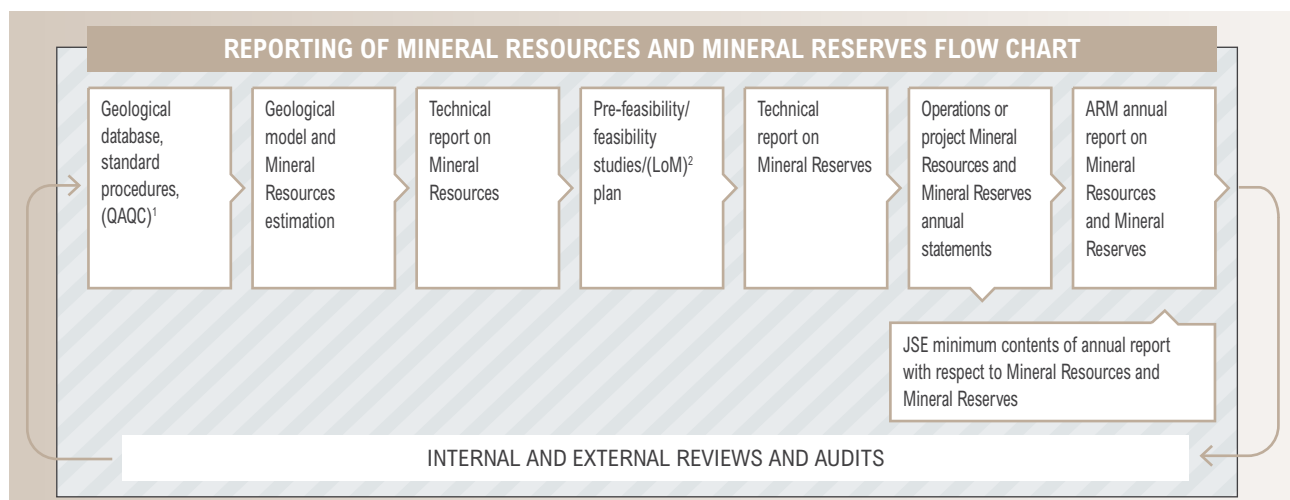 REPORTING OF MINERAL RESOURCES AND MINERAL RESERVES FLOW CHART
Geological
database,
standard
procedures,
(QAQC)¹
Geological
model and
Mineral
Resources
estimation
Technical
report on
Mineral
Resources
Pre-feasibility/
feasibility
studies/(LoM)²
plan
Technical
report on
Mineral Reserves
Operations or
project Mineral
Resources and
Mineral Reserves
annual
statements
ARM annual
report on
Mineral
Resources
and Mineral
Reserves
JSE minimum contents of annual report
with respect to Mineral Resources and
Mineral Reserves
INTERNAL AND EXTERNAL REVIEWS AND AUDITS